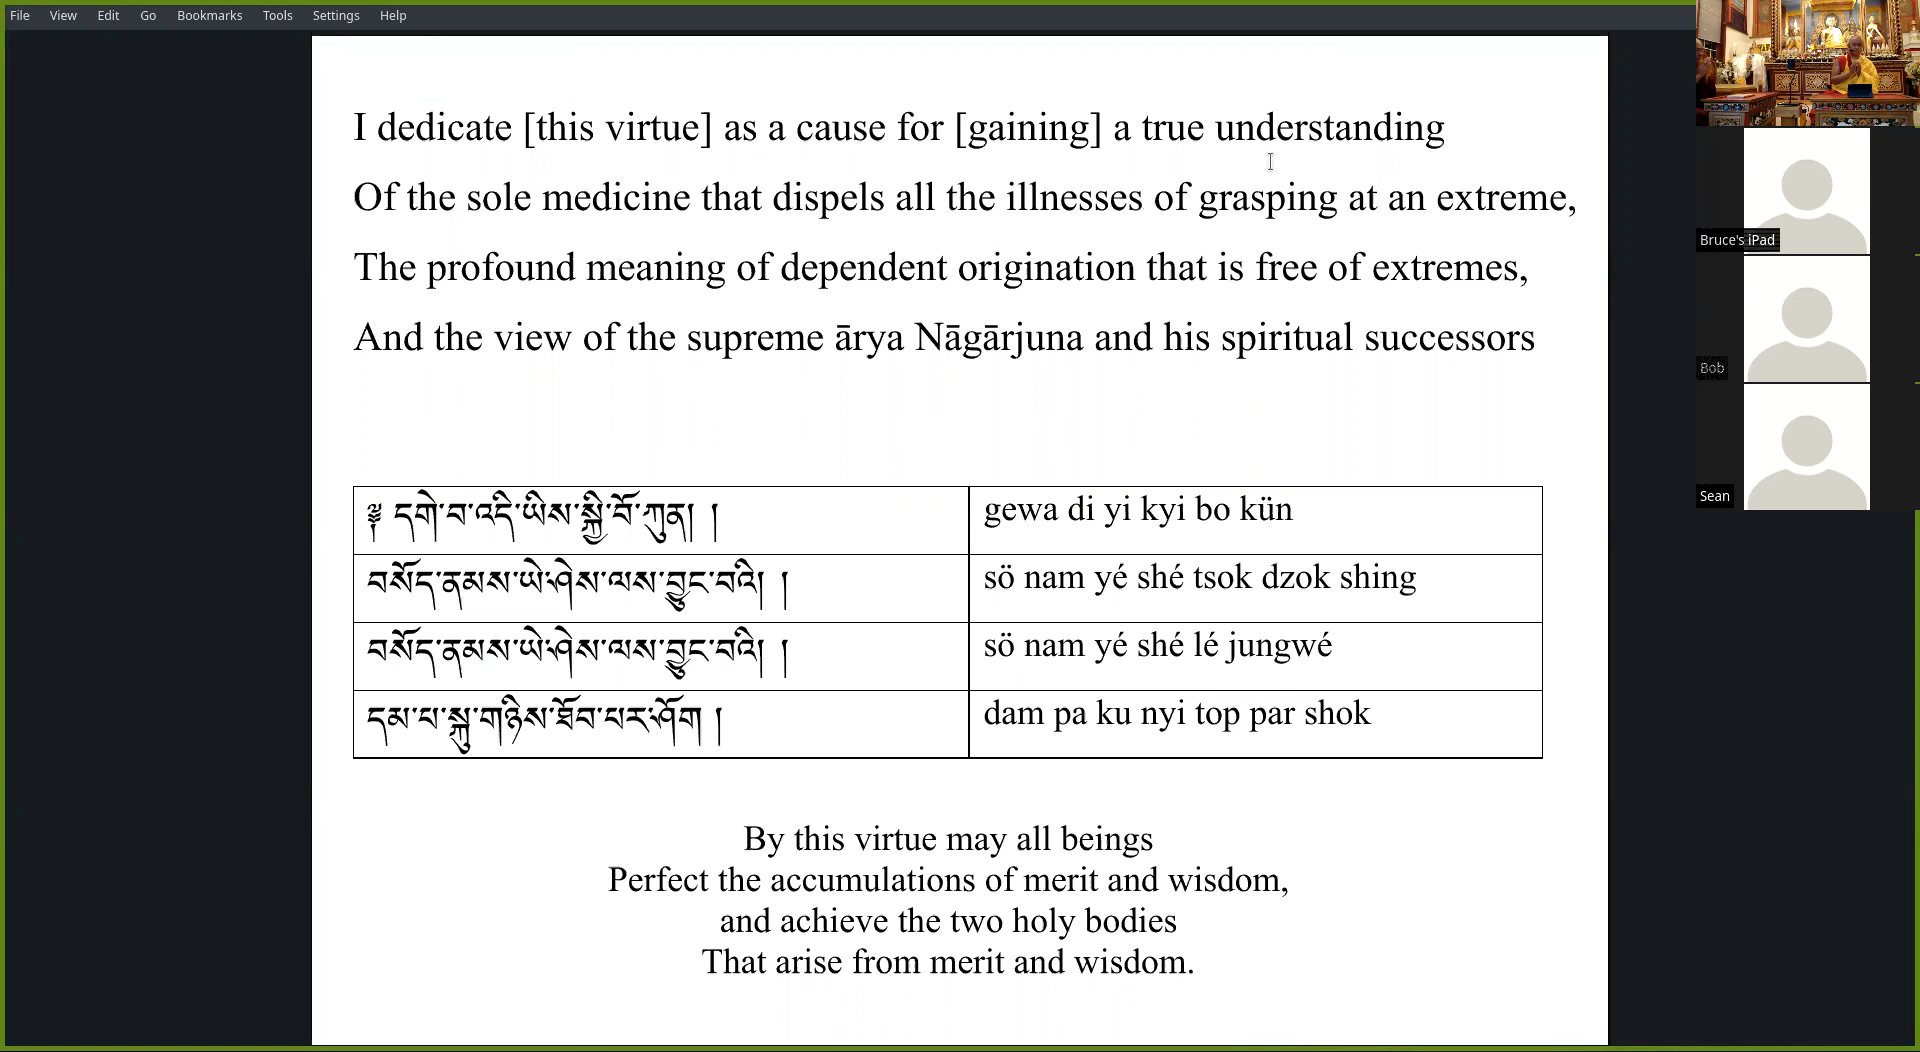 File View Edit Go Bookmarks Tools Settings Help
I dedicate [this virtue] as a cause for [gaining] a true understanding
Of the sole medicine that dispels all the illnesses of grasping at an extreme,
The profound meaning of dependent origination that is free of extremes,
And the view of the supreme ārya Nāgārjuna and his spiritual successors
༄ དགེ་བ་འདི་ཡིས་སྐྱི་བོ་ཀུན། །
gewa di yi kyi bo kün
བསོད་ནམས་ཡེ་ཤེས་ལས་བྱུང་བའི། །
sö nam yé shé tsok dzok shing
བསོད་ནམས་ཡེ་ཤེས་ལས་བྱུང་བའི། །
sö nam yé shé lé jungwé
དམ་པ་སྐུ་གཉིས་ཐོབ་པར་ཤོག །
dam pa ku nyi top par shok
By this virtue may all beings
Perfect the accumulations of merit and wisdom,
and achieve the two holy bodies
That arise from merit and wisdom.
Bruce's iPad
Bob
Sean